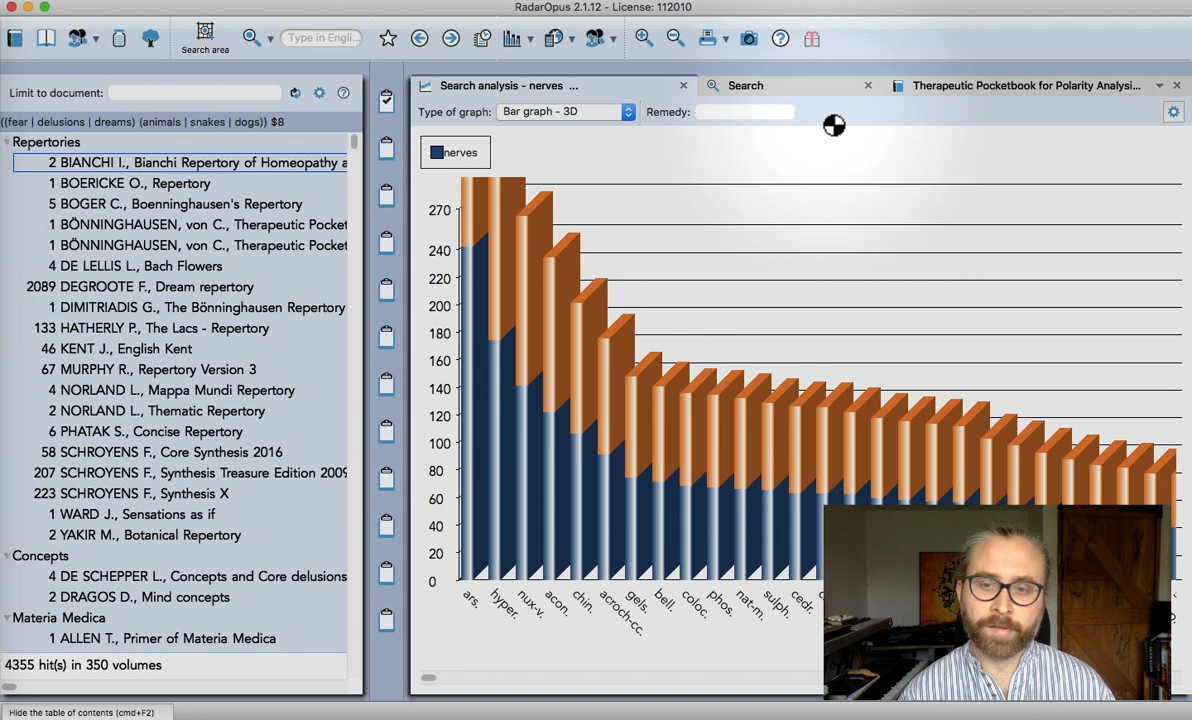 RadarOpus 2.1.12 - License: 112010
Search area
Type in Engli...
Limit to document:
((fear | delusions | dreams) (animals | snakes | dogs)) $8
Repertories
2 BIANCHI I., Bianchi Repertory of Homeopathy a
1 BOERICKE O., Repertory
5 BOGER C., Boenninghausen's Repertory
1 BÖNNINGHAUSEN, von C., Therapeutic Pocket
1 BÖNNINGHAUSEN, von C., Therapeutic Pocket
4 DE LELLIS L., Bach Flowers
2089 DEGROOTE F., Dream repertory
1 DIMITRIADIS G., The Bönninghausen Repertory
133 HATHERLY P., The Lacs - Repertory
46 KENT J., English Kent
67 MURPHY R., Repertory Version 3
4 NORLAND L., Mappa Mundi Repertory
2 NORLAND L., Thematic Repertory
6 PHATAK S., Concise Repertory
58 SCHROYENS F., Core Synthesis 2016
207 SCHROYENS F., Synthesis Treasure Edition 2009
223 SCHROYENS F., Synthesis X
1 WARD J., Sensations as if
2 YAKIR M., Botanical Repertory
Concepts
4 DE SCHEPPER L., Concepts and Core delusions
2 DRAGOS D., Mind concepts
Materia Medica
1 ALLEN T., Primer of Materia Medica
4355 hit(s) in 350 volumes
Hide the table of contents (cmd+F2)
Search analysis - nerves ...
Search
Therapeutic Pocketbook for Polarity Analysi...
Type of graph: Bar graph - 3D
Remedy:
nerves
270
240
220
200
180
160
140
120
100
80
60
40
20
0
ars. hyper. nux-v. acon. chin. acroch-cc. gels. bell. coloc. phos. nat-m. sulph. cedr.